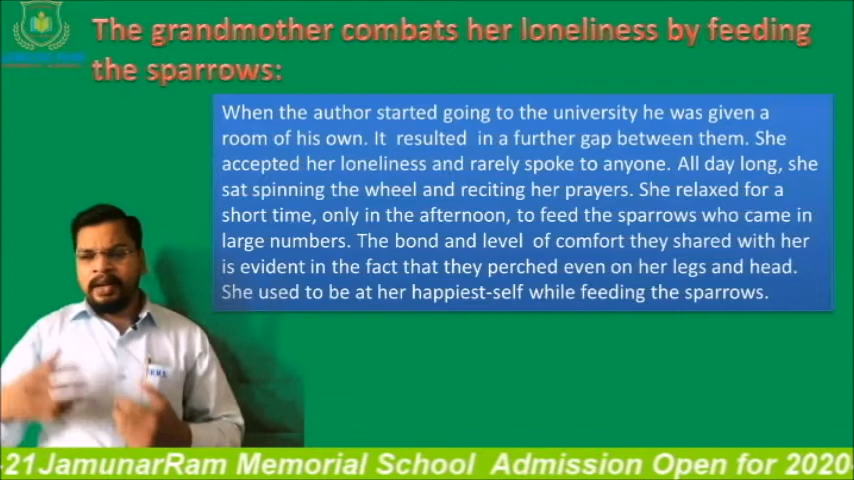 The grandmother combats her loneliness by feeding
the sparrows:
When the author started going to the university he was given a
room of his own. It resulted in a further gap between them. She
accepted her loneliness and rarely spoke to anyone. All day long, she
sat spinning the wheel and reciting her prayers. She relaxed for a
short time, only in the afternoon, to feed the sparrows who came in
large numbers. The bond and level of comfort they shared with her
is evident in the fact that they perched even on her legs and head.
She used to be at her happiest-self while feeding the sparrows.
-21JamunarRam Memorial School Admission Open for 2020-